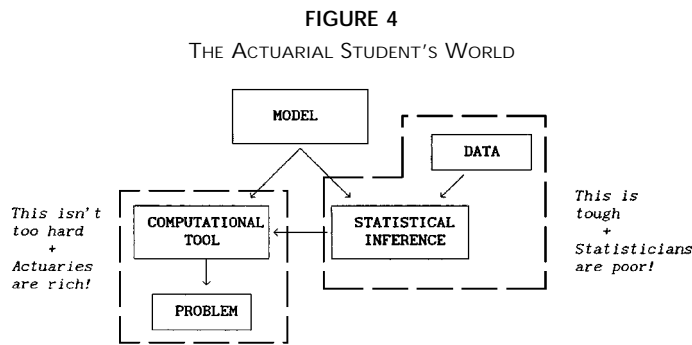 FIGURE 4
THE ACTUARIAL STUDENT'S WORLD
MODEL
DATA
This isn't
too hard
+
Actuaries
are rich!
COMPUTATIONAL
TOOL
STATISTICAL
INFERENCE
This is
tough
+
Statisticians
are poor!
PROBLEM